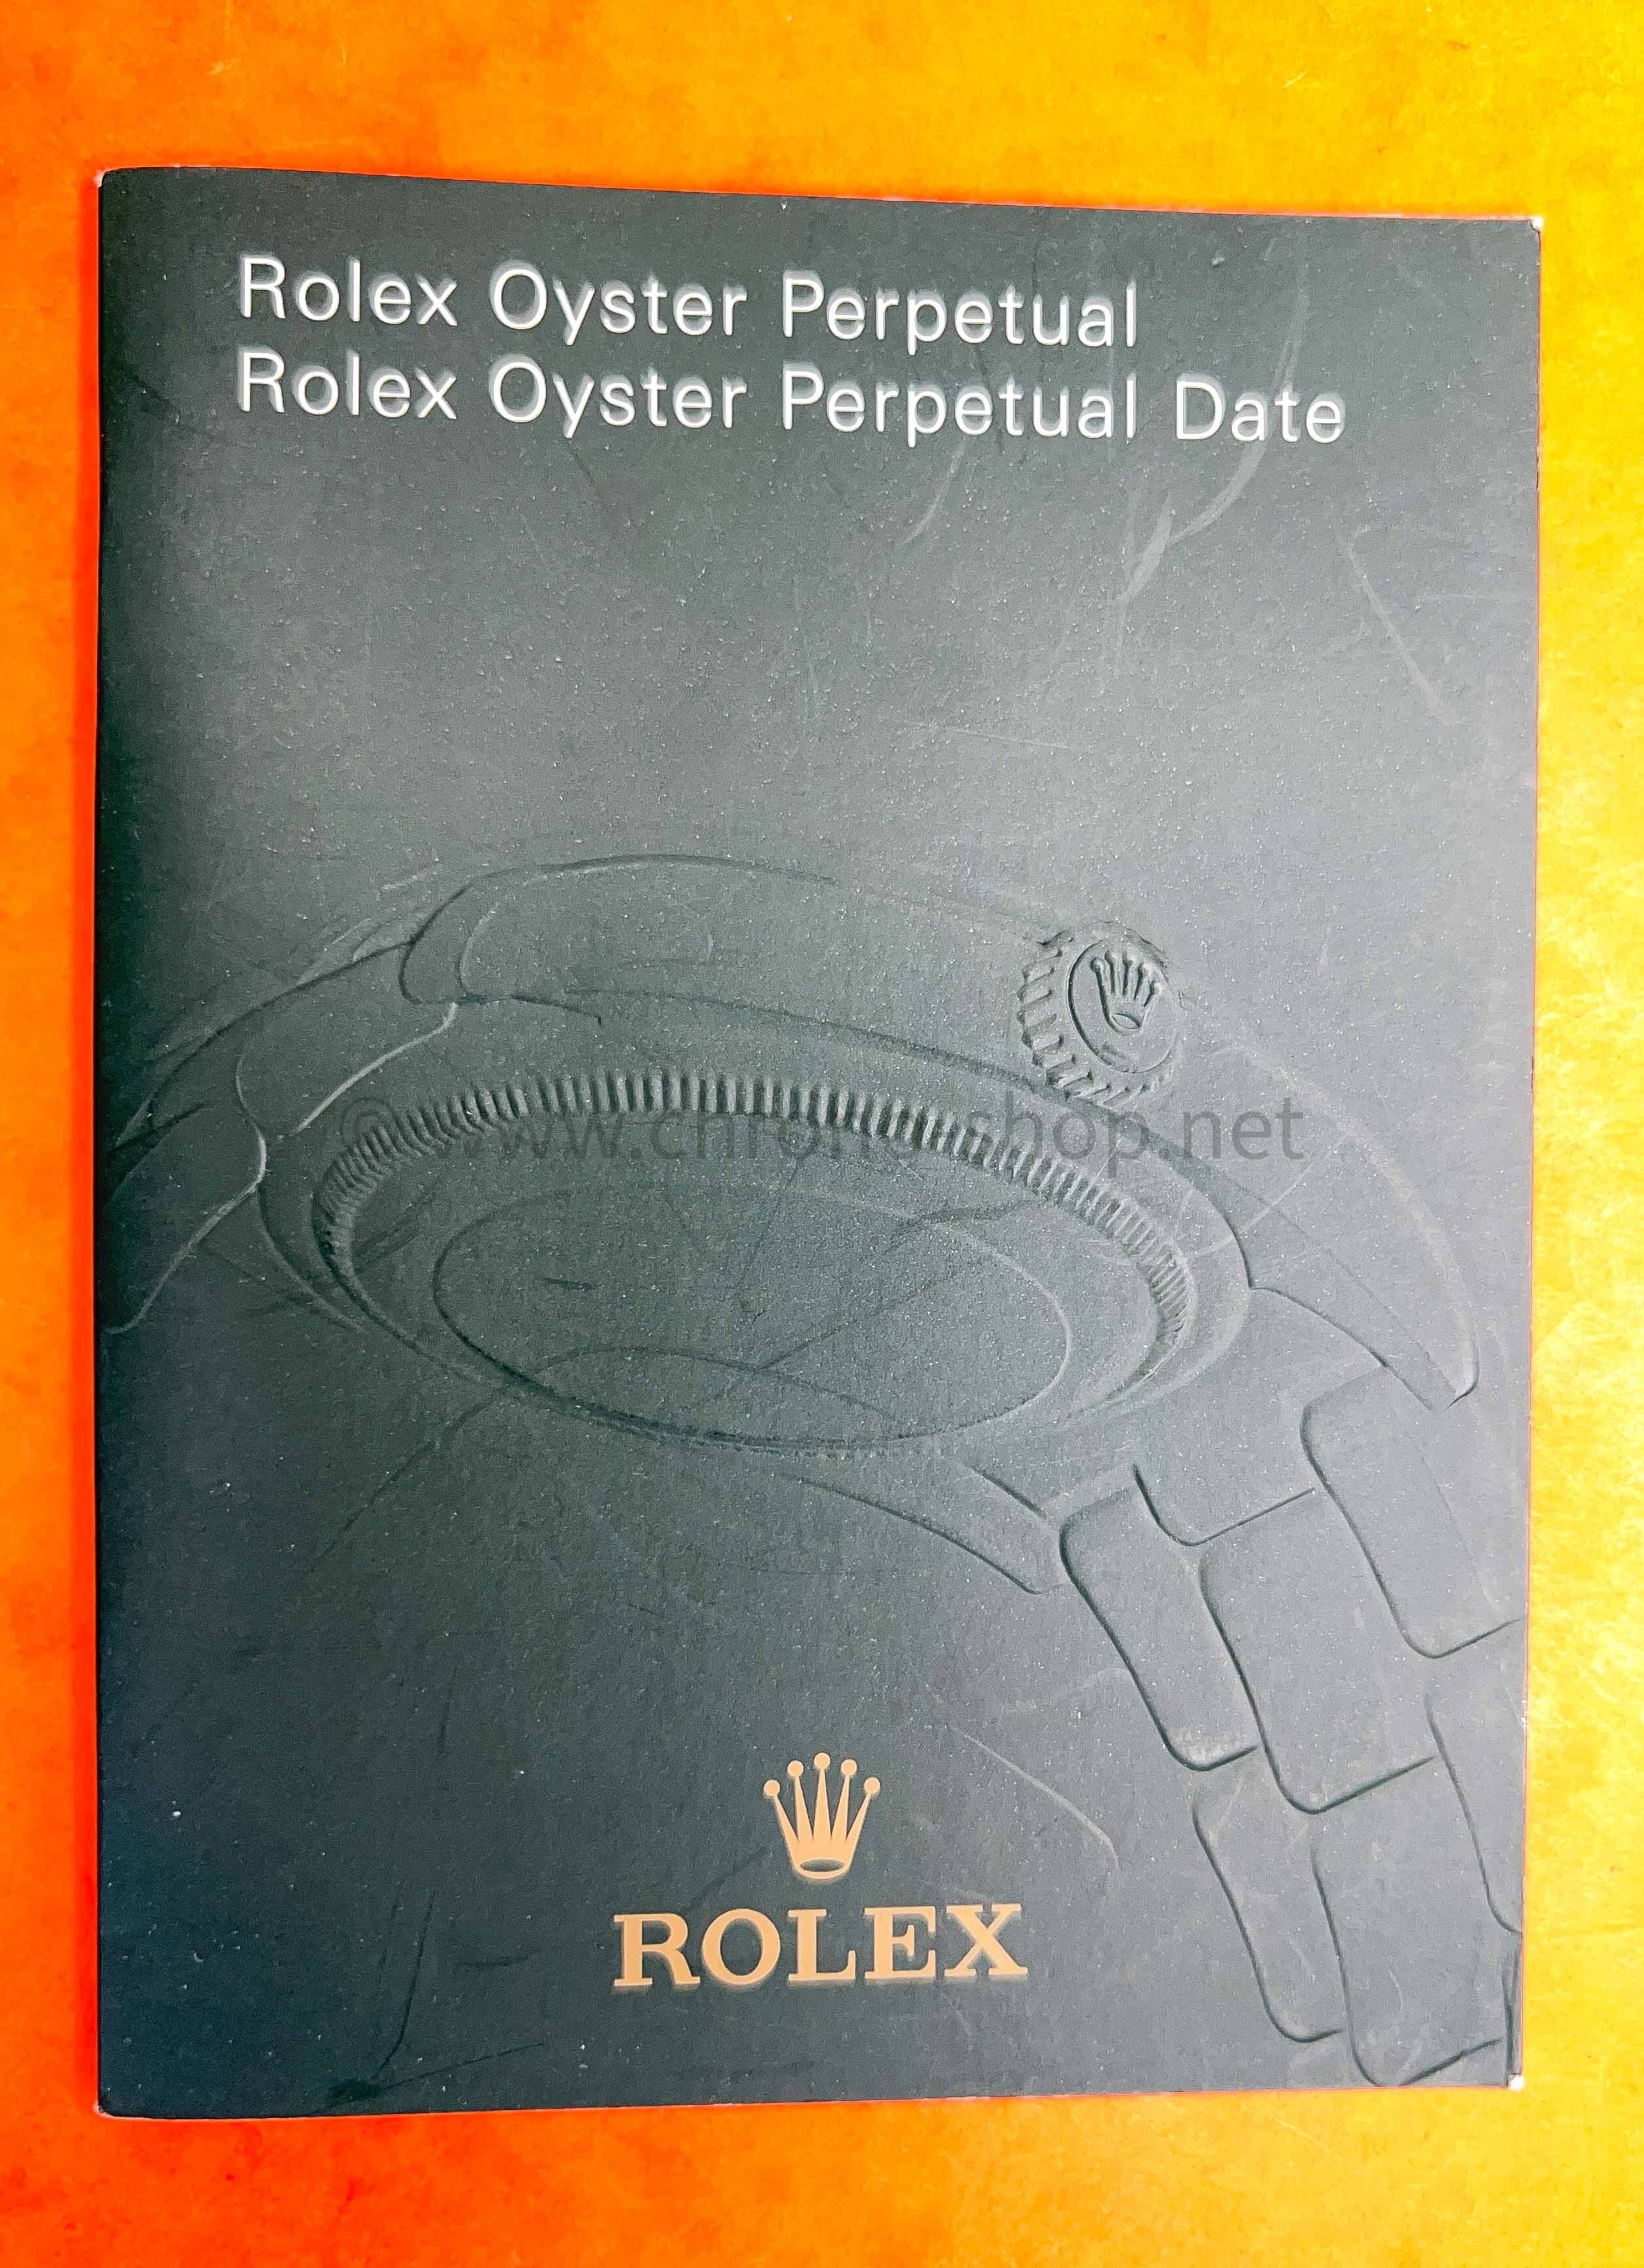 Rolex Oyster Perpetual
Rolex Oyster Perpetual Date
© www.chrono-shop.net
ROLEX